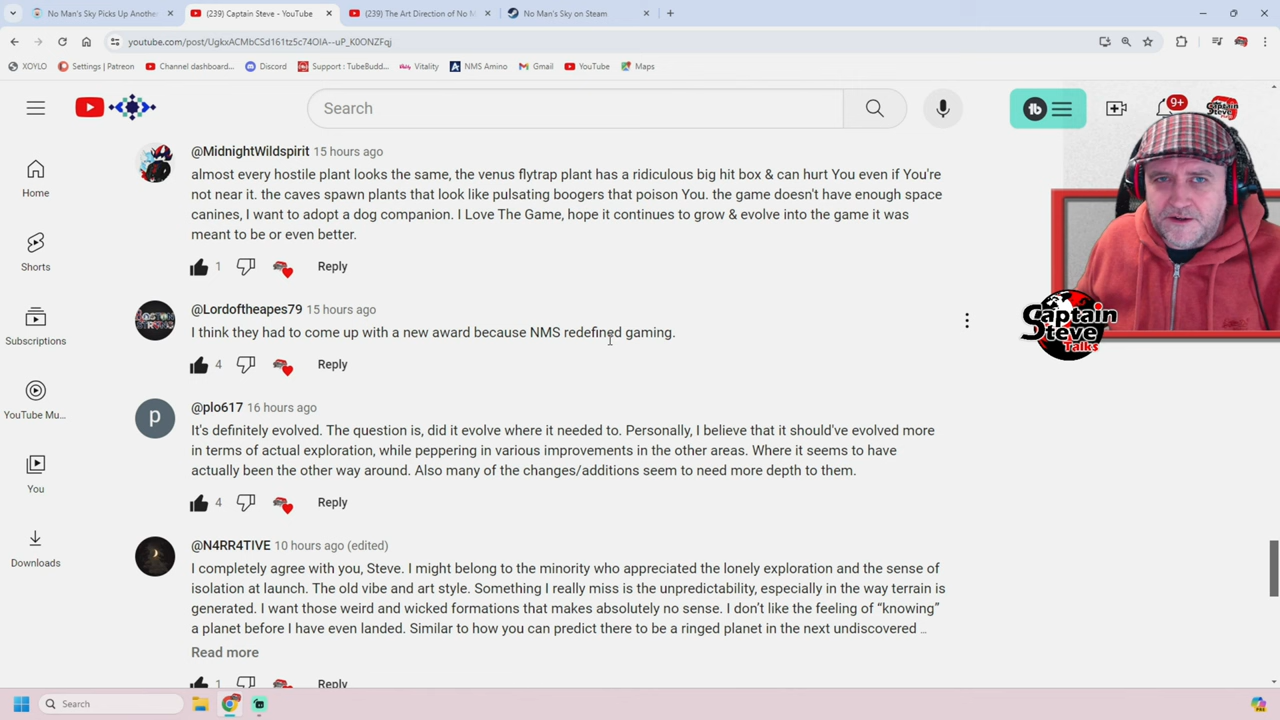 No Man's Sky Picks Up Anothe
(239) Captain Steve - YouTube
(239) The Art Direction of No M
No Man's Sky on Steam
youtube.com/post/UgkxACMbCSd161tz5c74OIA--uP_K0ONZFqj
XOYLO
Settings | Patreon
Channel dashboard...
Discord
Support : TubeBudd...
Vitality
NMS Amino
Gmail
YouTube
Maps
Search
tb
9+
Home
Shorts
Subscriptions
YouTube Mu...
You
Downloads
@MidnightWildspirit 15 hours ago
almost every hostile plant looks the same, the venus flytrap plant has a ridiculous big hit box & can hurt You even if You're
not near it. the caves spawn plants that look like pulsating boogers that poison You. the game doesn't have enough space
canines, I want to adopt a dog companion. I Love The Game, hope it continues to grow & evolve into the game it was
meant to be or even better.
1 Reply
@Lordoftheapes79 15 hours ago
I think they had to come up with a new award because NMS redefined gaming.
4 Reply
p
@plo617 16 hours ago
It's definitely evolved. The question is, did it evolve where it needed to. Personally, I believe that it should've evolved more
in terms of actual exploration, while peppering in various improvements in the other areas. Where it seems to have
actually been the other way around. Also many of the changes/additions seem to need more depth to them.
4 Reply
@N4RR4TIVE 10 hours ago (edited)
I completely agree with you, Steve. I might belong to the minority who appreciated the lonely exploration and the sense of
isolation at launch. The old vibe and art style. Something I really miss is the unpredictability, especially in the way terrain is
generated. I want those weird and wicked formations that makes absolutely no sense. I don't like the feeling of “knowing”
a planet before I have even landed. Similar to how you can predict there to be a ringed planet in the next undiscovered ...
Read more
1 Reply
Captain
Steve
Talks
Search